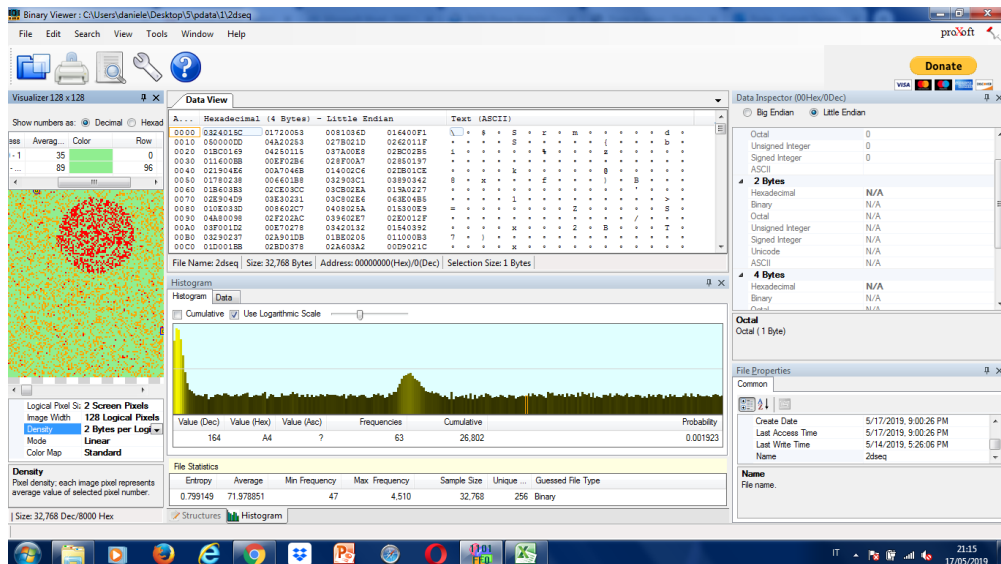 Binary Viewer : C:\Users\daniele\Desktop\5\pdata\1\2dseq
File Edit Search View Tools Window Help
proXoft
Donate
VISA
Visualizer 128 x 128
Show numbers as: Decimal Hexad
ess Averag... Color Row
- 1 35 0
- ... 89 96
Logical Pixel Si: 2 Screen Pixels
Image Width 128 Logical Pixels
Density 2 Bytes per Logi
Mode Linear
Color Map Standard
Density
Pixel density; each image pixel represents average value of selected pixel number.
Size: 32,768 Dec/8000 Hex
Data View
A... Hexadecimal (4 Bytes) - Little Endian Text (ASCII)
0000 0324015C 01720053 0081036D 016400F1
0010 050000DD 04A20253 027B021D 0262011F
0020 01BC0169 04250115 037A00E8 02BC02B5
0030 011600BB 00EF02B6 028F00A7 02850197
0040 021904E6 00A7046B 014002C6 02DB01CE
0050 01780238 006601B8 032903C1 03890342
0060 01B603B3 02CE03CC 03CB02EA 019A0227
0070 02E904D9 03E30231 03C802E6 063E04B5
0080 010E033D 008602C7 0408025A 015300E9
0090 04A80098 02F202AC 039602E7 02E0012F
00A0 03F001D2 00E70278 03420132 01540392
00B0 03290237 02A901DB 01BE0205 011000B3
00C0 01D001BB 02BD0378 02A603A2 00D9021C
File Name: 2dseq Size: 32,768 Bytes Address: 00000000(Hex)/0(Dec) Selection Size: 1 Bytes
Histogram
Histogram Data
Cumulative Use Logarithmic Scale
Value (Dec) Value (Hex) Value (Asc) Frequencies Cumulative Probability
164 A4 ? 63 26,802 0.001923
File Statistics
Entropy Average Min Frequency Max Frequency Sample Size Unique ... Guessed File Type
0.799149 71.978851 47 4,510 32,768 256 Binary
Structures Histogram
Data Inspector (00Hex/0Dec)
Big Endian Little Endian
Octal 0
Unsigned Integer 0
Signed Integer 0
ASCII
2 Bytes
Hexadecimal N/A
Binary N/A
Octal N/A
Unsigned Integer N/A
Signed Integer N/A
Unicode N/A
ASCII N/A
4 Bytes
Hexadecimal N/A
Binary N/A
Octal N/A
Octal
Octal (1 Byte)
File Properties
Common
Create Date 5/17/2019, 9:00:26 PM
Last Access Time 5/17/2019, 9:00:26 PM
Last Write Time 5/14/2019, 5:26:06 PM
Name 2dseq
Name
File name.
IT
21:15
17/05/2019